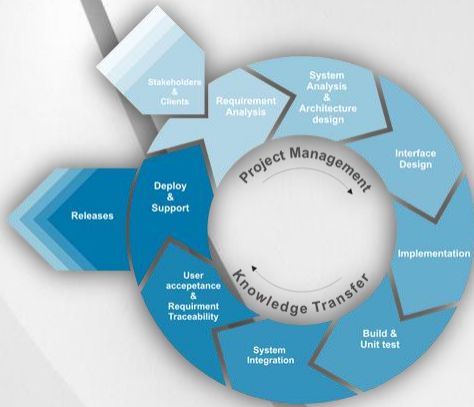 Stakeholders
&
Clients
Requirement
Analysis
System
Analysis
&
Architecture
design
Interface
Design
Implementation
Build &
Unit test
System
Integration
User
accepetance
&
Requirment
Traceability
Deploy
&
Support
Releases
Project Management
Knowledge Transfer